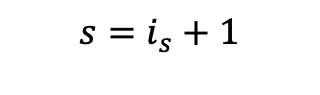 s = i_s + 1